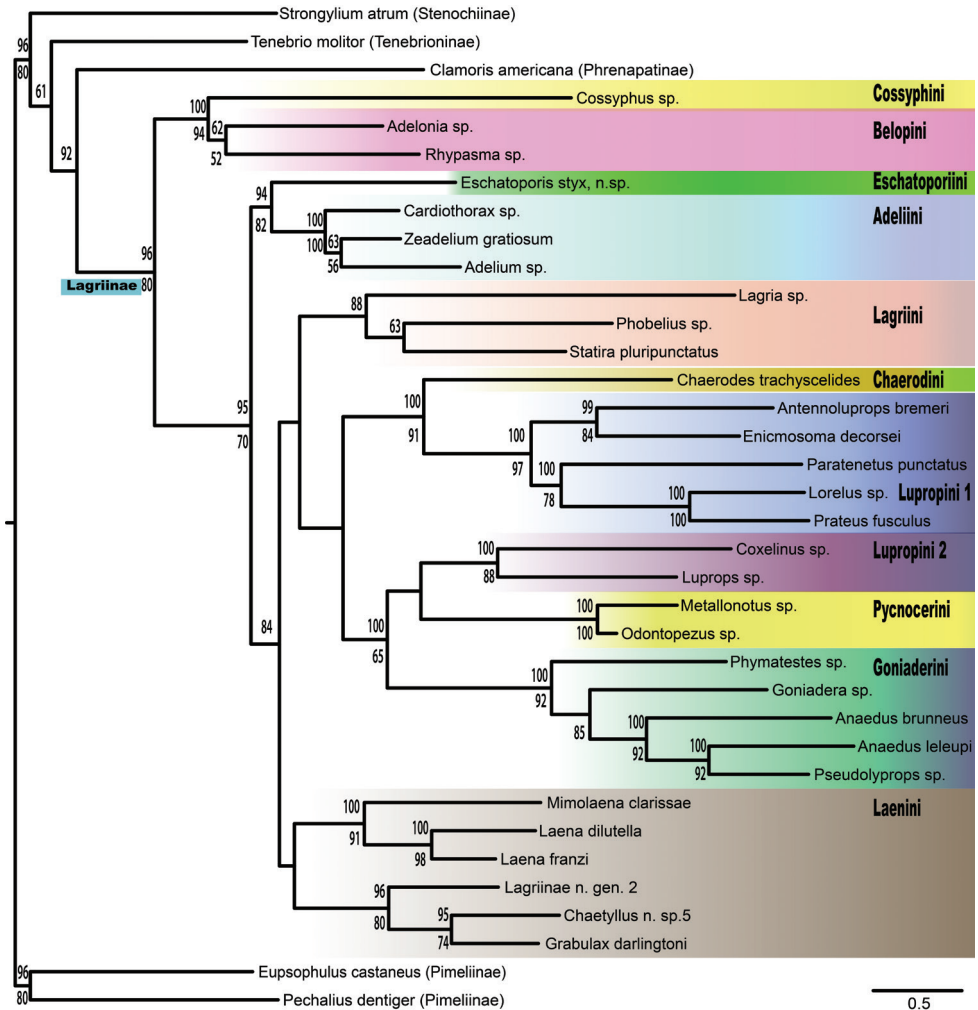 Strongylium atrum (Stenochiinae)
96
80
Tenebrio molitor (Tenebrioninae)
61
Clamoris americana (Phrenapatinae)
92
Cossyphus sp.
Cossyphini
100
94
Adelonia sp.
Belopini
62
52
Rhypasma sp.
Eschatoporis styx, n.sp.
Eschatoporiini
94
82
Cardiothorax sp.
Adeliini
100
100
Zeadelium gratiosum
63
56
Adelium sp.
96
80
Lagriinae
Lagria sp.
Lagriini
88
Phobelius sp.
63
Statira pluripunctatus
Chaerodes trachyscelides
Chaerodini
100
91
95
70
Antennoluprops bremeri
99
84
Enicmosoma decorsei
100
97
Paratenetus punctatus
100
78
Lorelus sp.
Lupropini 1
100
100
Prateus fusculus
Coxelinus sp.
Lupropini 2
100
88
Luprops sp.
Metallonotus sp.
Pycnocerini
100
100
Odontopezus sp.
84
100
65
Phymatestes sp.
Goniaderini
100
92
Goniadera sp.
85
Anaedus brunneus
100
92
Anaedus leleupi
100
92
Pseudolyprops sp.
Mimolaena clarissae
Laenini
100
91
Laena dilutella
100
98
Laena franzi
Lagriinae n. gen. 2
96
80
Chaetyllus n. sp.5
95
74
Grabulax darlingtoni
Eupsophulus castaneus (Pimeliinae)
96
80
Pechalius dentiger (Pimeliinae)
0.5